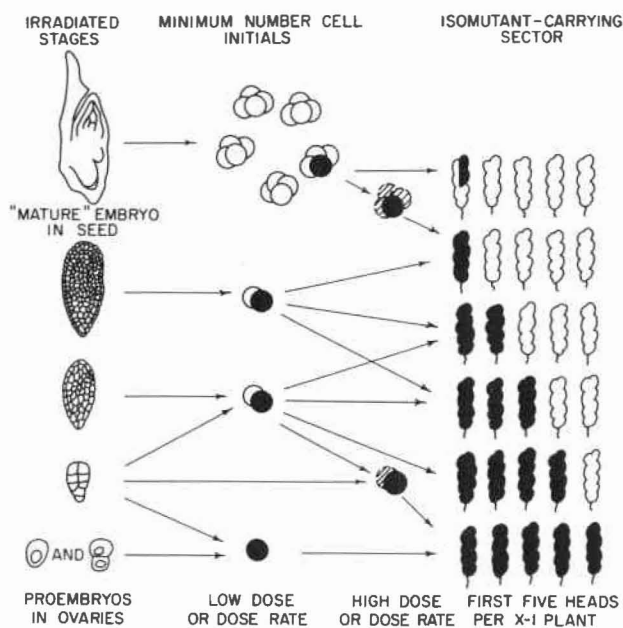 IRRADIATED
STAGES
MINIMUM NUMBER CELL
INITIALS
ISOMUTANT-CARRYING
SECTOR
"MATURE" EMBRYO
IN SEED
AND
PROEMBRYOS
IN OVARIES
LOW DOSE
OR DOSE RATE
HIGH DOSE
OR DOSE RATE
FIRST FIVE HEADS
PER X-1 PLANT